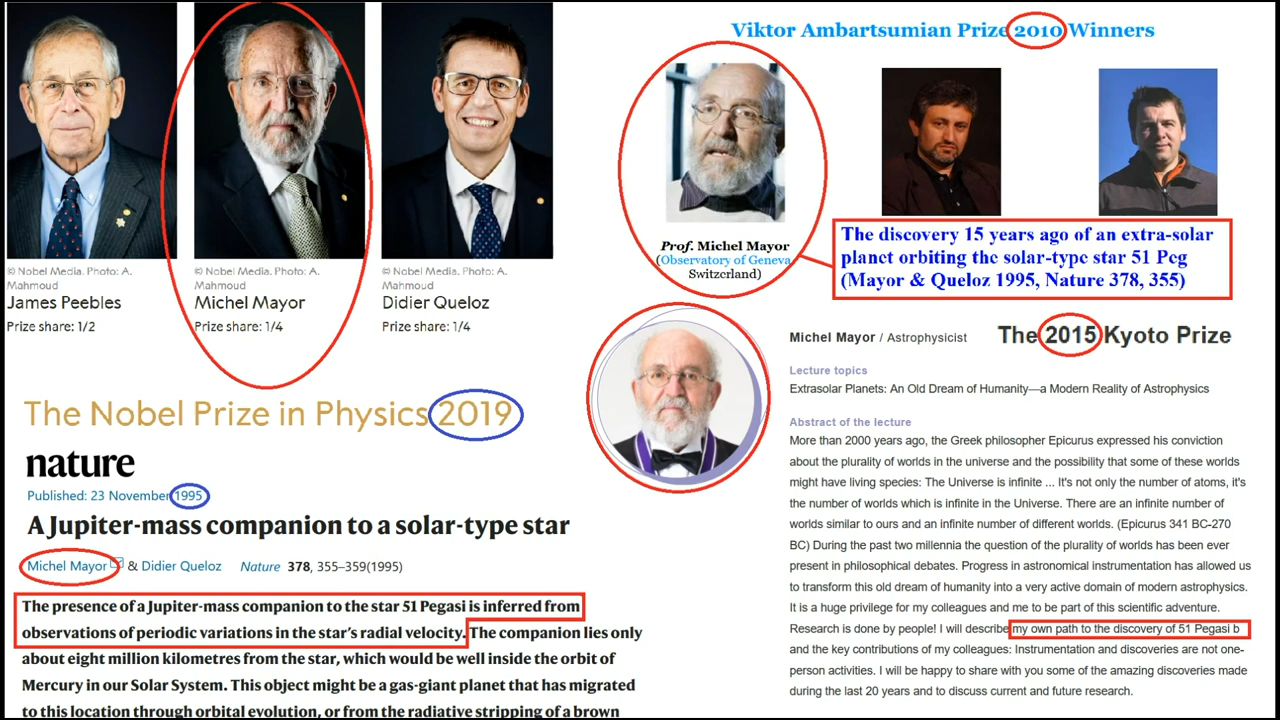 © Nobel Media. Photo: A.
Mahmoud
James Peebles
Prize share: 1/2
© Nobel Media. Photo: A.
Mahmoud
Michel Mayor
Prize share: 1/4
© Nobel Media. Photo: A.
Mahmoud
Didier Queloz
Prize share: 1/4
The Nobel Prize in Physics 2019
nature
Published: 23 November 1995
A Jupiter-mass companion to a solar-type star
Michel Mayor & Didier Queloz Nature 378, 355–359(1995)
The presence of a Jupiter-mass companion to the star 51 Pegasi is inferred from
observations of periodic variations in the star's radial velocity. The companion lies only
about eight million kilometres from the star, which would be well inside the orbit of
Mercury in our Solar System. This object might be a gas-giant planet that has migrated
to this location through orbital evolution, or from the radiative stripping of a brown
Viktor Ambartsumian Prize 2010 Winners
Prof. Michel Mayor
(Observatory of Geneva,
Switzerland)
The discovery 15 years ago of an extra-solar
planet orbiting the solar-type star 51 Peg
(Mayor & Queloz 1995, Nature 378, 355)
Michel Mayor / Astrophysicist
The 2015 Kyoto Prize
Lecture topics
Extrasolar Planets: An Old Dream of Humanity—a Modern Reality of Astrophysics
Abstract of the lecture
More than 2000 years ago, the Greek philosopher Epicurus expressed his conviction
about the plurality of worlds in the universe and the possibility that some of these worlds
might have living species: The Universe is infinite ... It's not only the number of atoms, it's
the number of worlds which is infinite in the Universe. There are an infinite number of
worlds similar to ours and an infinite number of different worlds. (Epicurus 341 BC-270
BC) During the past two millennia the question of the plurality of worlds has been ever
present in philosophical debates. Progress in astronomical instrumentation has allowed us
to transform this old dream of humanity into a very active domain of modern astrophysics.
It is a huge privilege for my colleagues and me to be part of this scientific adventure.
Research is done by people! I will describe my own path to the discovery of 51 Pegasi b
and the key contributions of my colleagues: Instrumentation and discoveries are not one-
person activities. I will be happy to share with you some of the amazing discoveries made
during the last 20 years and to discuss current and future research.